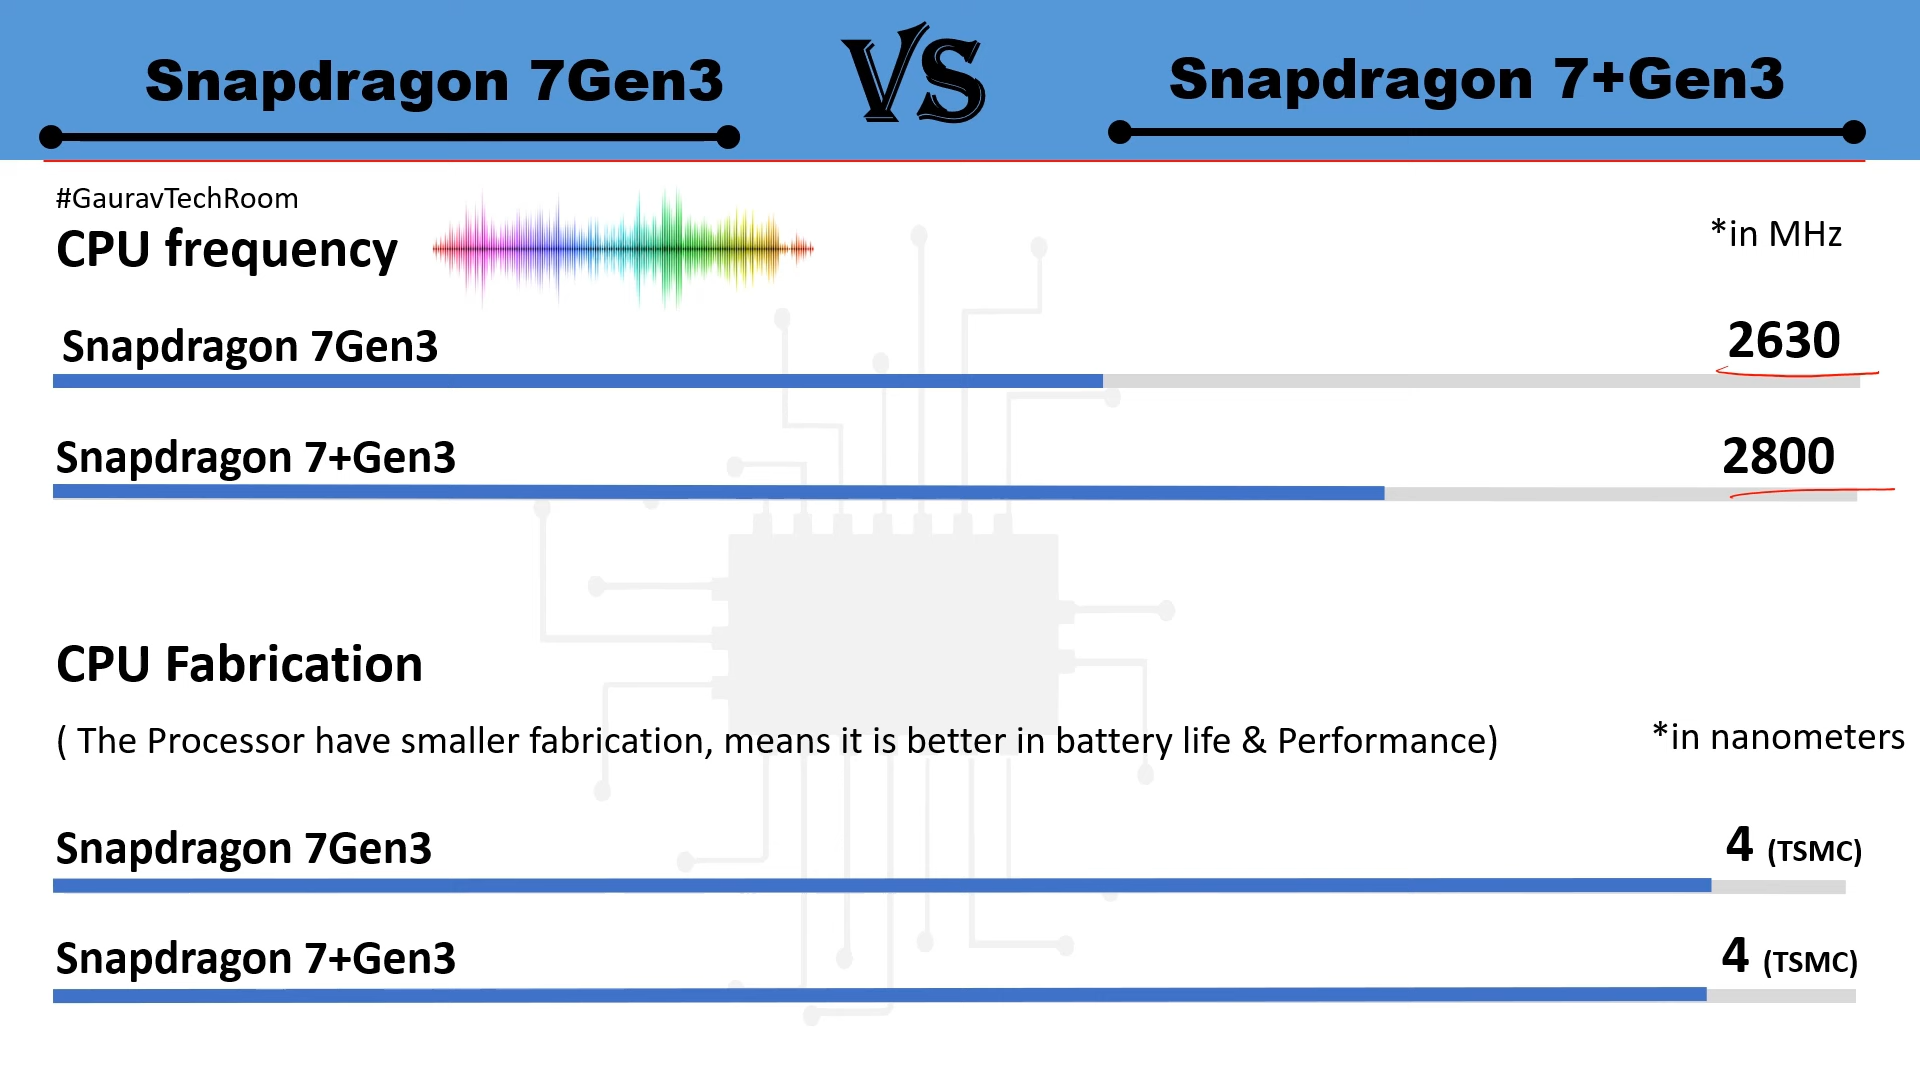 Snapdragon 7Gen3
VS
Snapdragon 7+Gen3
#GauravTechRoom
CPU frequency
*in MHz
Snapdragon 7Gen3
2630
Snapdragon 7+Gen3
2800
CPU Fabrication
( The Processor have smaller fabrication, means it is better in battery life & Performance)
*in nanometers
Snapdragon 7Gen3
4 (TSMC)
Snapdragon 7+Gen3
4 (TSMC)